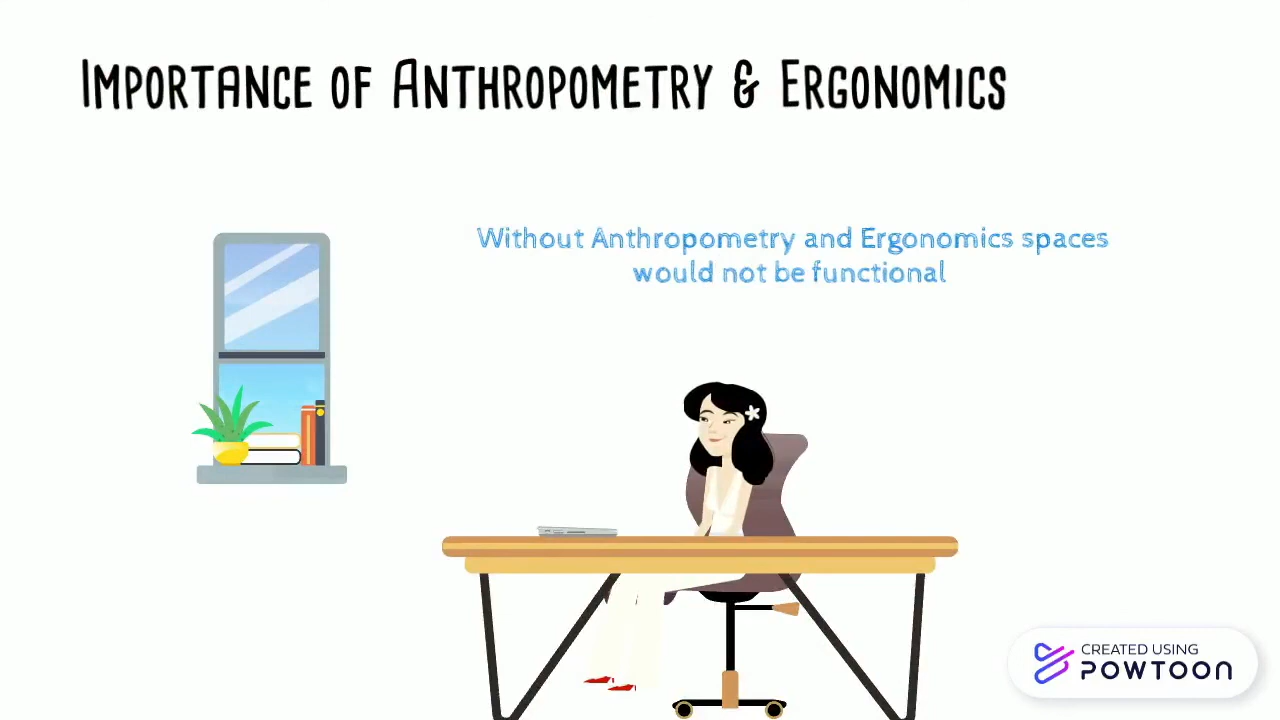 Importance of Anthropometry & Ergonomics
Without Anthropometry and Ergonomics spaces
would not be functional
CREATED USING
POWTOON